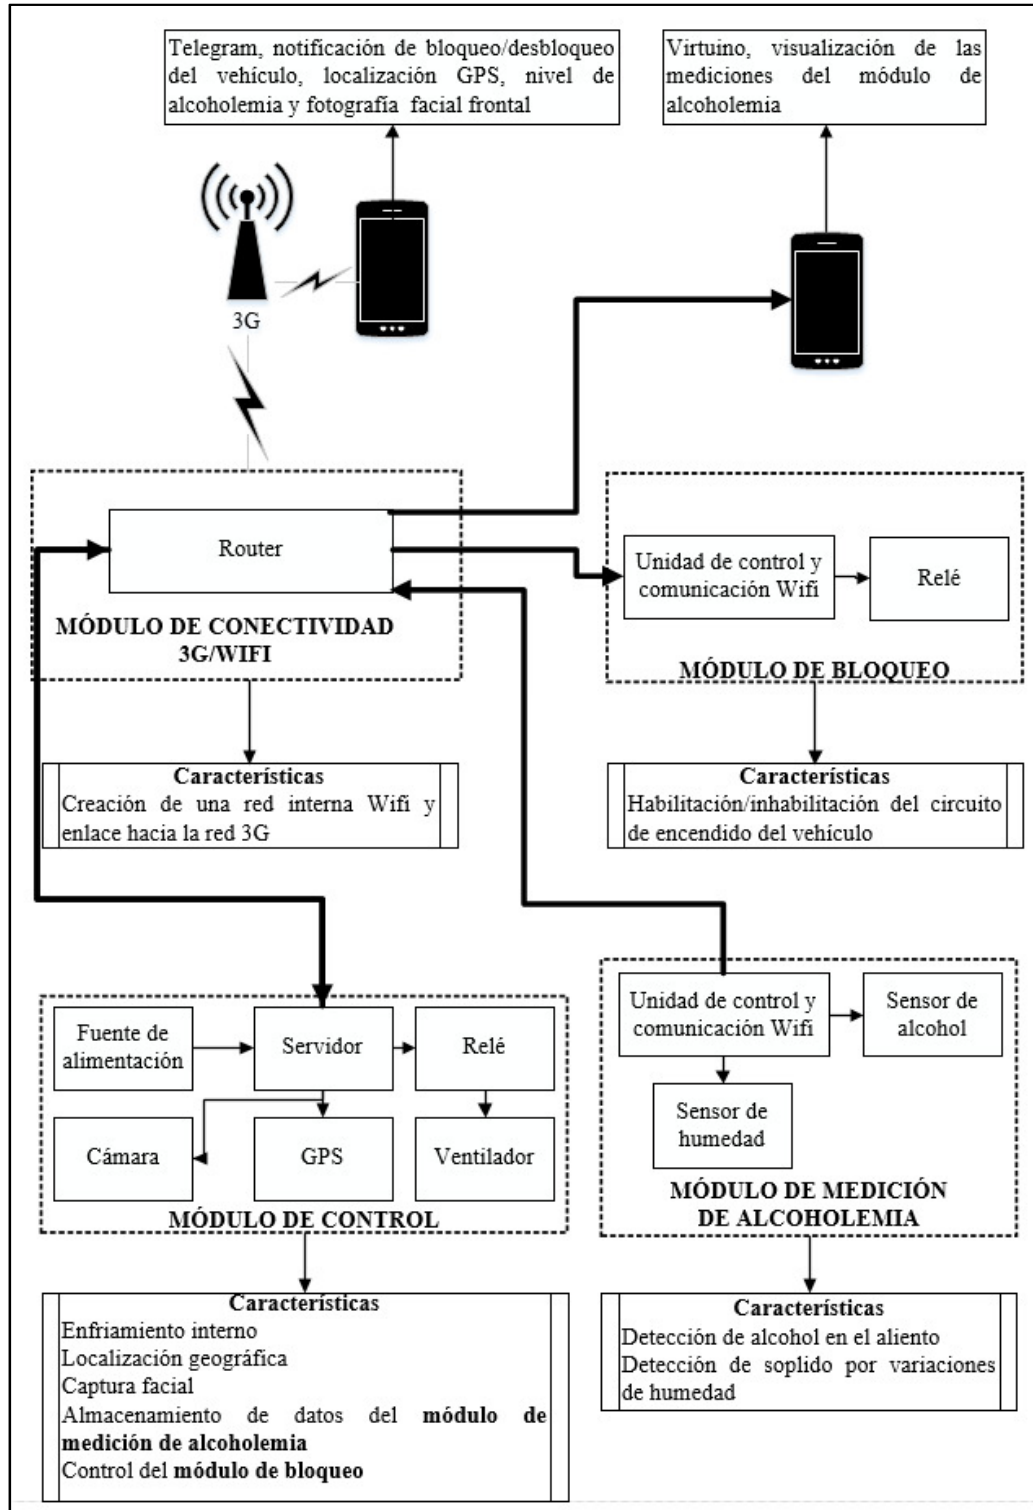 Telegram, notificación de bloqueo/desbloqueo
del vehículo, localización GPS, nivel de
alcoholemia y fotografía facial frontal
Virtuino, visualización de las
mediciones del módulo de
alcoholemia
3G
Router
MÓDULO DE CONECTIVIDAD
3G/WIFI
Unidad de control y
comunicación Wifí
Relé
MÓDULO DE BLOQUEO
Características
Creación de una red interna Wifí y
enlace hacia la red 3G
Características
Habilitación/inhabilitación del circuito
de encendido del vehículo
Fuente de
alimentación
Servidor
Relé
Cámara
GPS
Ventilador
MÓDULO DE CONTROL
Unidad de control y
comunicación Wifí
Sensor de
alcohol
Sensor de
humedad
MÓDULO DE MEDICIÓN
DE ALCOHOLEMIA
Características
Enfriamiento interno
Localización geográfica
Captura facial
Almacenamiento de datos del módulo de
medición de alcoholemia
Control del módulo de bloqueo
Características
Detección de alcohol en el aliento
Detección de soplido por variaciones
de humedad